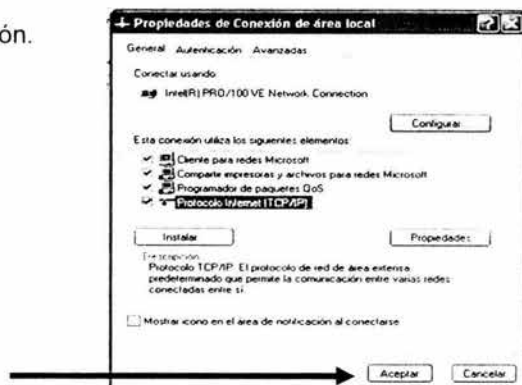 ón.
Propiedades de Conexión de área local
General Autenticación Avanzadas
Conectar usando
Intel(R) PRO/100 VE Network Connection
Configurar
Esta conexión utiliza los siguientes elementos:
Cliente para redes Microsoft
Compartir impresoras y archivos para redes Microsoft
Programador de paquetes QoS
Protocolo Internet (TCP/IP)
Instalar Propiedades
Descripción
Protocolo TCP/IP. El protocolo de red de área extensa
predeterminado que permite la comunicación entre varias redes
conectadas entre sí.
Mostrar icono en el área de notificación al conectarse
Aceptar Cancelar